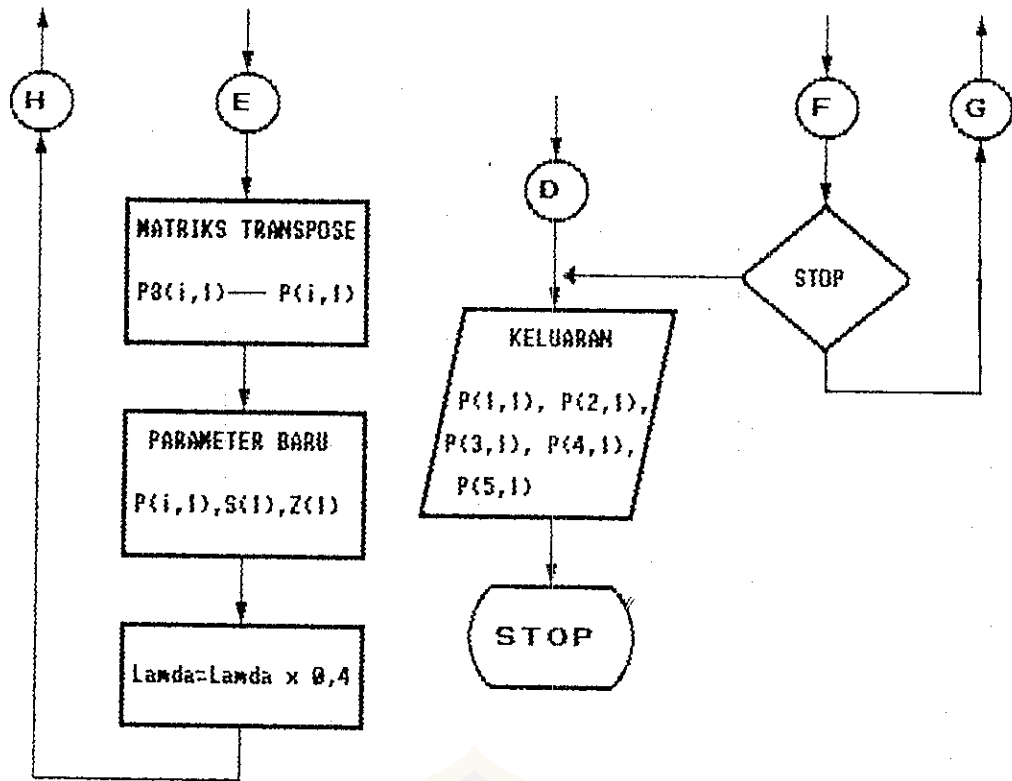 H
E
MATRIKS TRANSPOSE
PB(i,1)── P(i,1)
PARAMETER BARU
P(i,1),S(1),Z(1)
Lamda=Lamda x 0,4
D
KELUARAN
P(1,1), P(2,1),
P(3,1), P(4,1),
P(5,1)
STOP
F
STOP
G